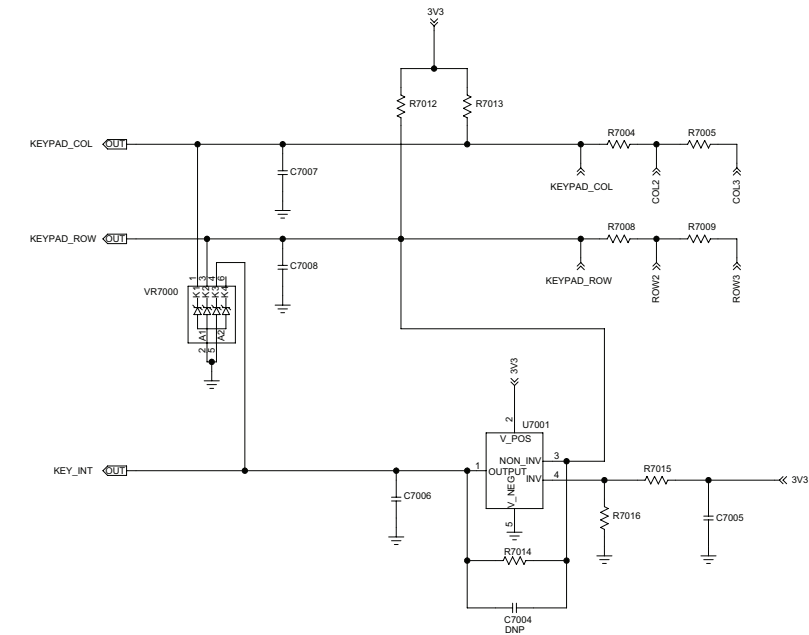 3V3
R7012
R7013
KEYPAD_COL OUT
R7004
R7005
C7007
KEYPAD_COL
COL2
COL3
KEYPAD_ROW OUT
R7008
R7009
C7008
KEYPAD_ROW
ROW2
ROW3
1 3 4 6
VR7000
K1 K2 K3 K4
A1 A2
2 5
3V3
2
U7001
V_POS
KEY_INT OUT
1 OUTPUT
NON_INV 3
INV 4
V_NEG
5
R7015
3V3
C7006
R7016
C7005
R7014
C7004
DNP